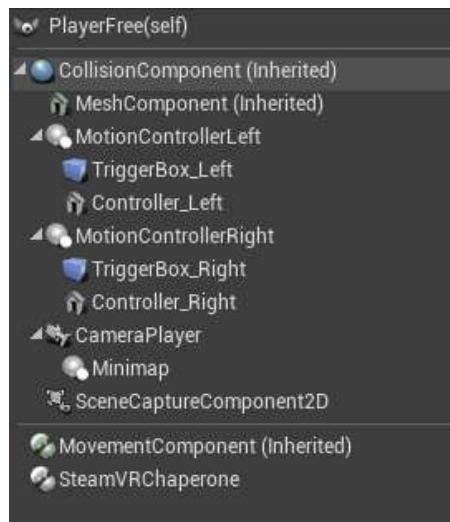 PlayerFree(self)
CollisionComponent (Inherited)
MeshComponent (Inherited)
MotionControllerLeft
TriggerBox_Left
Controller_Left
MotionControllerRight
TriggerBox_Right
Controller_Right
CameraPlayer
Minimap
SceneCaptureComponent2D
MovementComponent (Inherited)
SteamVRChaperone